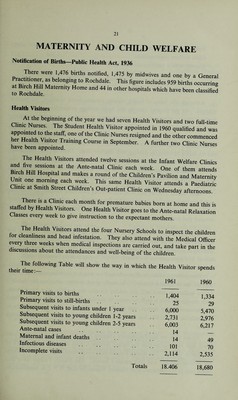 21
MATERNITY AND CHILD WELFARE
Notification of Births—Public Health Act, 1936
There were 1,476 births notified, 1,475 by midwives and one by a General
Practitioner, as belonging to Rochdale. This figure includes 959 births occurring
at Birch Hill Maternity Home and 44 in other hospitals which have been classified
to Rochdale.
Health Visitors
At the beginning of the year we had seven Health Visitors and two full-time
Clinic Nurses. The Student Health Visitor appointed in 1960 qualified and was
appointed to the staff, one of the Clinic Nurses resigned and the other commenced
her Health Visitor Training Course in September. A further two Clinic Nurses
have been appointed.
The Health Visitors attended twelve sessions at the Infant Welfare Clinics
and five sessions at the Ante-natal Clinic each week. One of them attends
Birch Hill Hospital and makes a round of the Children's Pavilion and Maternity
Unit one morning each week. This same Health Visitor attends a Paediatric
Clinic at Smith Street Children's Out-patient Clinic on Wednesday afternoons.
There is a Clinic each month for premature babies born at home and this is
staffed by Health Visitors. One Health Visitor goes to the Ante-natal Relaxation
Classes every week to give instruction to the expectant mothers.
The Health Visitors attend the four Nursery Schools to inspect the children
for cleanliness and head infestation. They also attend with the Medical Officer
every three weeks when medical inspections are carried out, and take part in the
discussions about the attendances and well-being of the children.
The following Table will show the way in which the Health Visitor spends
their time:—
1961 1960
Primary visits to births .. 1,404 1,334
Primary visits to still-births .. 25 29
Subsequent visits to infants under 1 year .. 6,000 5,470
Subsequent visits to young children 1-2 years .. 2,731 2,976
Subsequent visits to young children 2-5 years .. 6,003 6,217
Ante-natal cases .. 14 —
Maternal and infant deaths .. 14 49
Infectious diseases .. 101 70
Incomplete visits .. 2,114 2,535
Totals 18,406 18,680